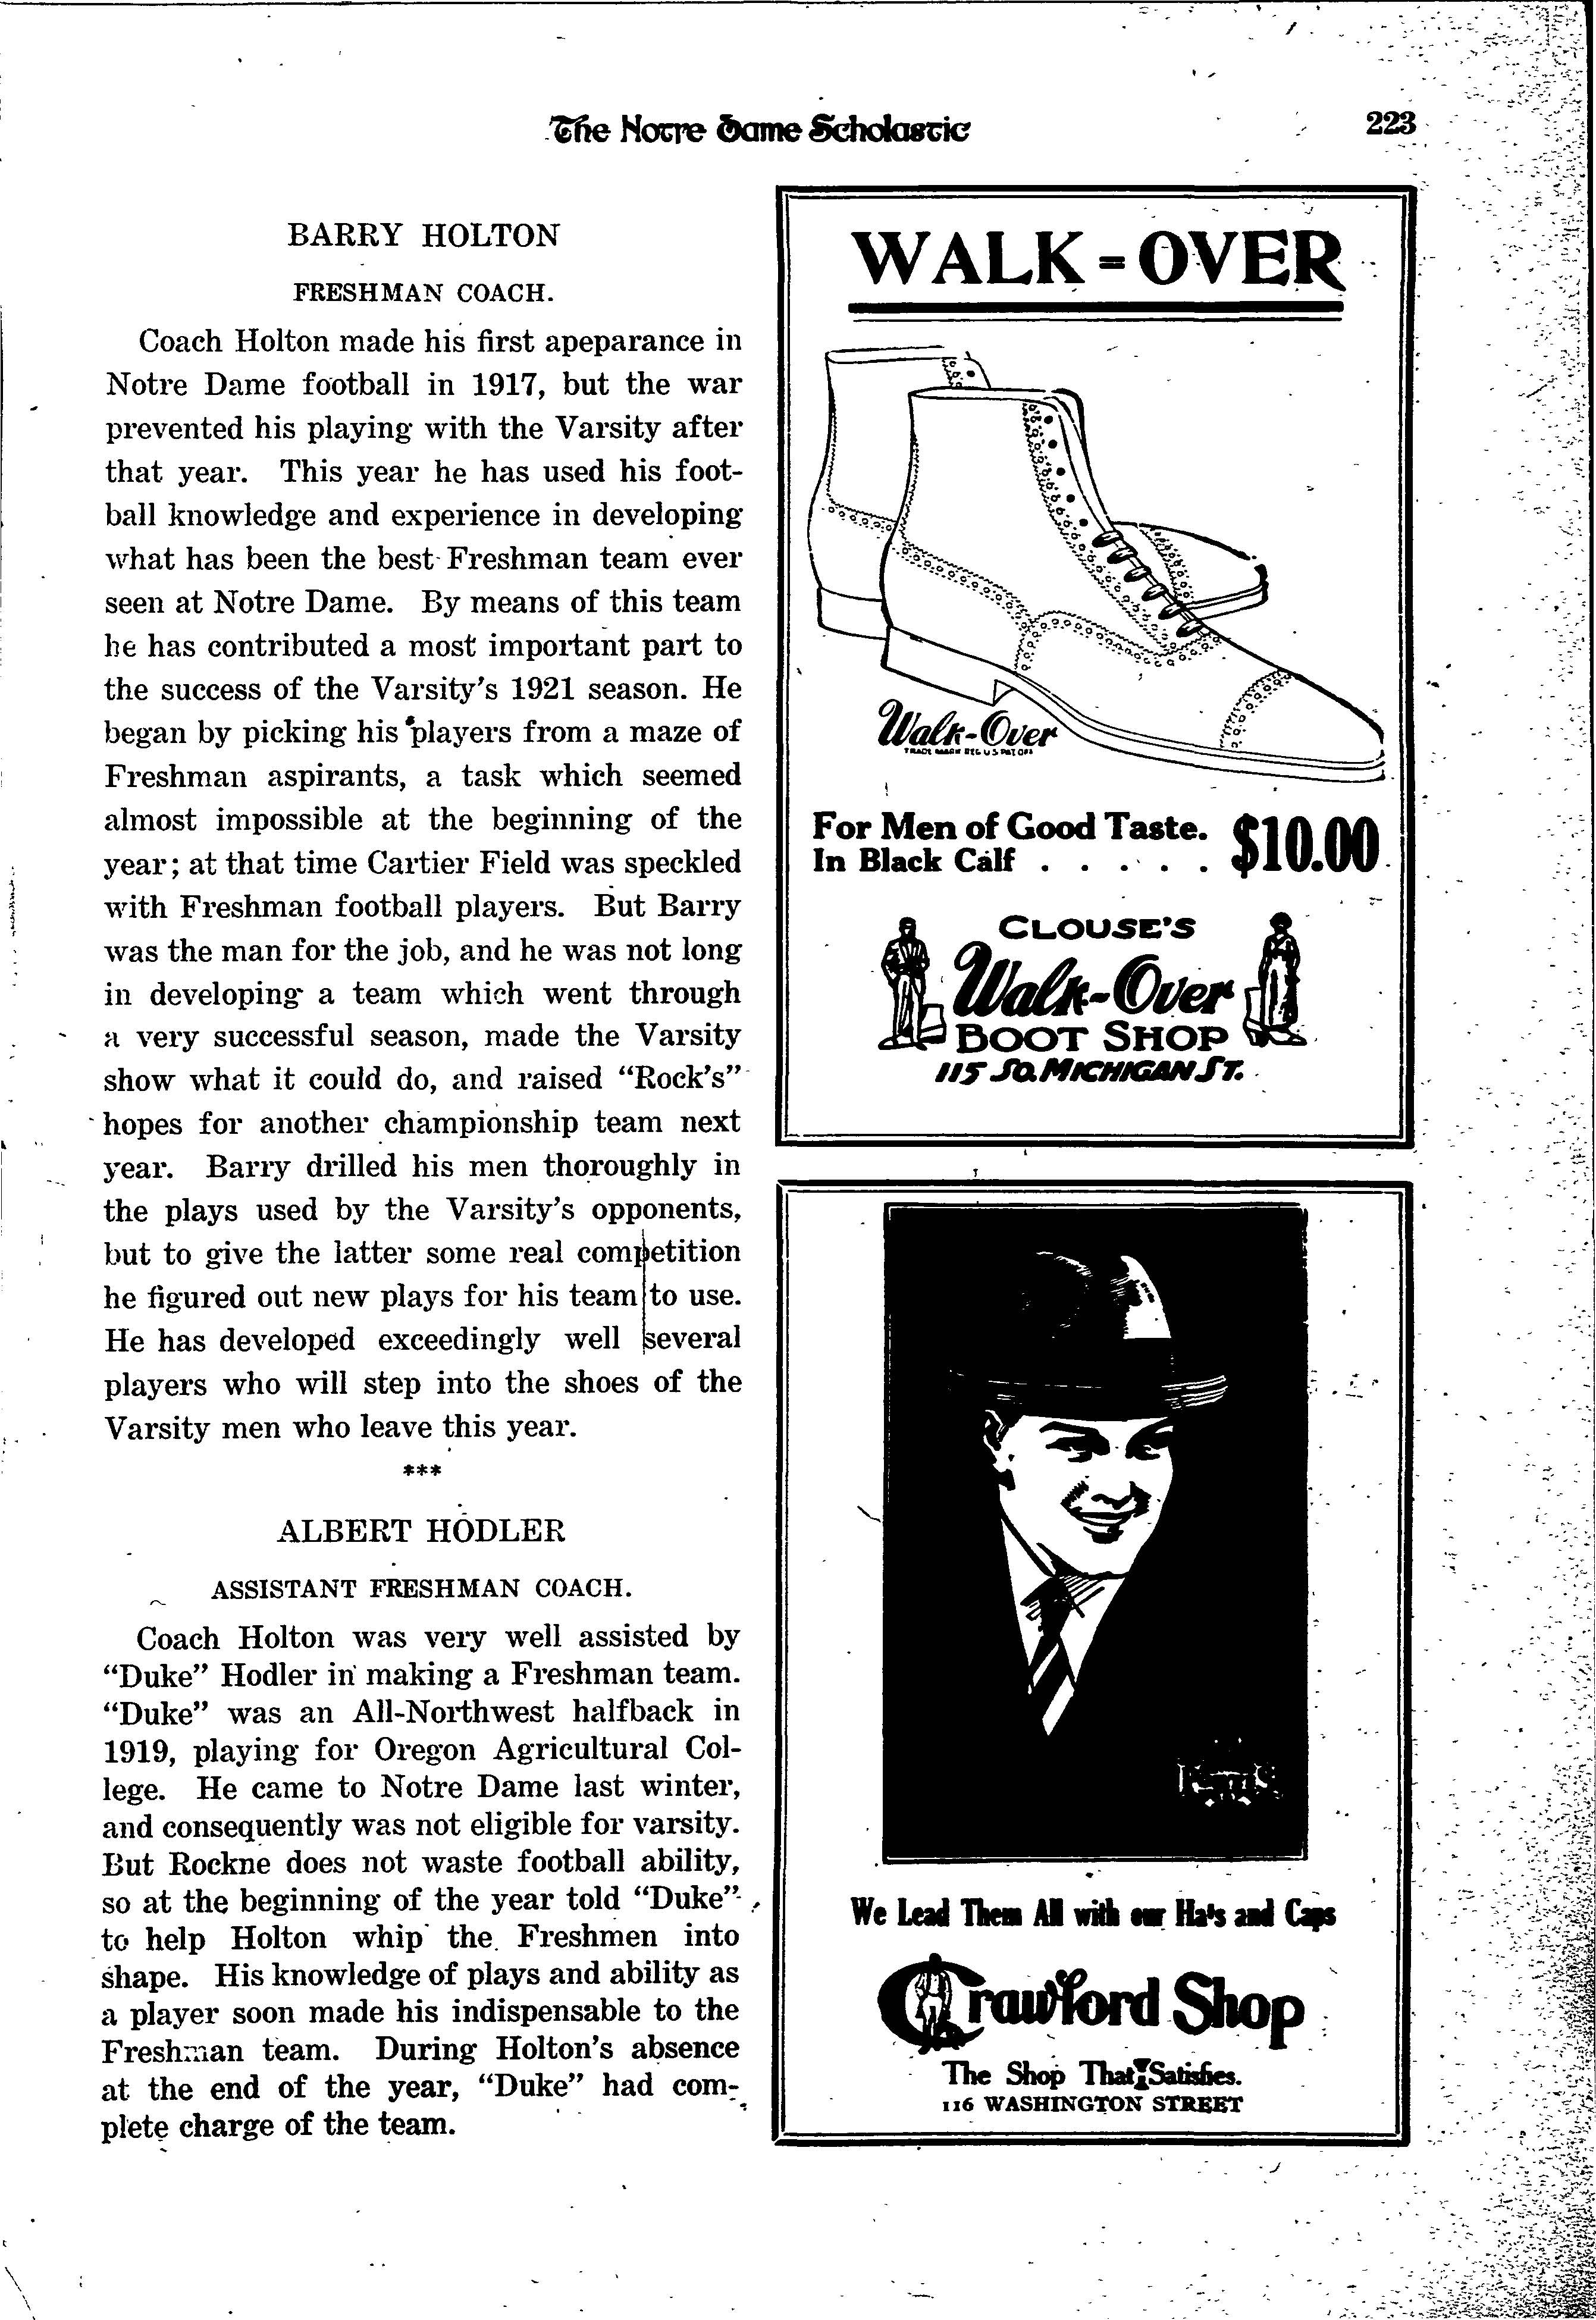 The Notre Dame Scholastic
223
BARRY HOLTON
FRESHMAN COACH.
Coach Holton made his first apeparance in
Notre Dame football in 1917, but the war
prevented his playing with the Varsity after
that year. This year he has used his foot-
ball knowledge and experience in developing
what has been the best Freshman team ever
seen at Notre Dame. By means of this team
he has contributed a most important part to
the success of the Varsity's 1921 season. He
began by picking his players from a maze of
Freshman aspirants, a task which seemed
almost impossible at the beginning of the
year; at that time Cartier Field was speckled
with Freshman football players. But Barry
was the man for the job, and he was not long
in developing a team which went through
a very successful season, made the Varsity
show what it could do, and raised "Rock's"
hopes for another championship team next
year. Barry drilled his men thoroughly in
the plays used by the Varsity's opponents,
but to give the latter some real competition
he figured out new plays for his team to use.
He has developed exceedingly well several
players who will step into the shoes of the
Varsity men who leave this year.
***
ALBERT HODLER
ASSISTANT FRESHMAN COACH.
Coach Holton was very well assisted by
"Duke" Hodler in making a Freshman team.
"Duke" was an All-Northwest halfback in
1919, playing for Oregon Agricultural Col-
lege. He came to Notre Dame last winter,
and consequently was not eligible for varsity.
But Rockne does not waste football ability,
so at the beginning of the year told "Duke"
to help Holton whip the Freshmen into
shape. His knowledge of plays and ability as
a player soon made his indispensable to the
Freshman team. During Holton's absence
at the end of the year, "Duke" had com-
plete charge of the team.
WALK-OVER
Walk-Over
TRADE MARK REG. U.S. PAT. OFF.
For Men of Good Taste.
In Black Calf . . . . . $10.00
CLOUSE'S
Walk-Over
BOOT SHOP
115 SO. MICHIGAN ST.
We Lead Them All with our Hats and Caps
Crawford Shop
The Shop That Satisfies.
116 WASHINGTON STREET